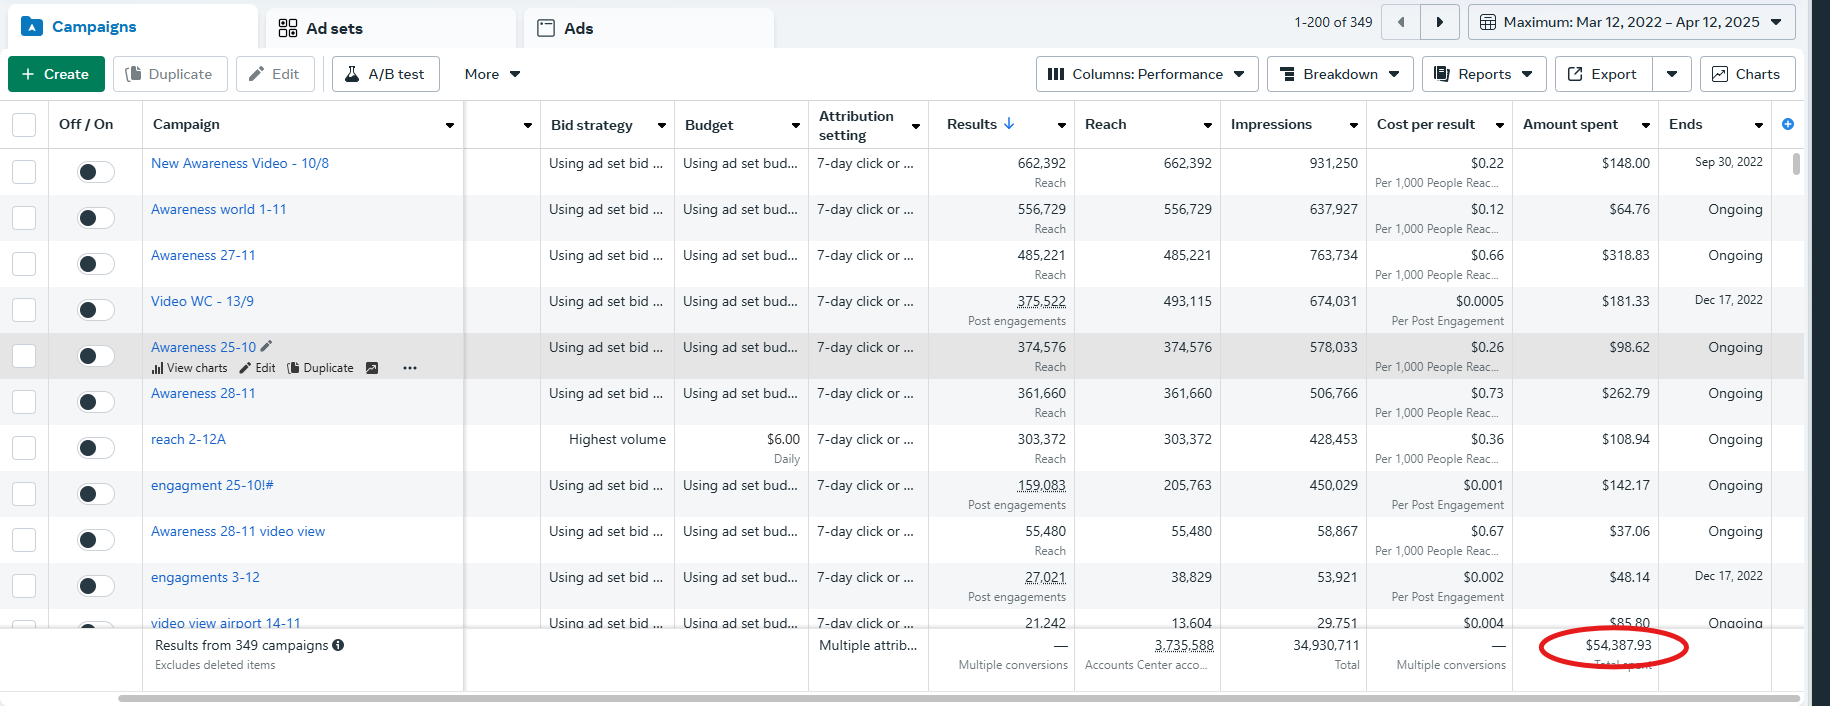 Campaigns
Ad sets
Ads
1-200 of 349
Maximum: Mar 12, 2022 – Apr 12, 2025
+ Create
Duplicate
Edit
A/B test
More
Columns: Performance
Breakdown
Reports
Export
Charts
Off / On Campaign Bid strategy Budget Attribution setting Results Reach Impressions Cost per result Amount spent Ends
New Awareness Video - 10/8 Using ad set bid ... Using ad set bud... 7-day click or ... 662,392 662,392 931,250 $0.22 $148.00 Sep 30, 2022
Reach Per 1,000 People Reac...
Awareness world 1-11 Using ad set bid ... Using ad set bud... 7-day click or ... 556,729 556,729 637,927 $0.12 $64.76 Ongoing
Reach Per 1,000 People Reac...
Awareness 27-11 Using ad set bid ... Using ad set bud... 7-day click or ... 485,221 485,221 763,734 $0.66 $318.83 Ongoing
Reach Per 1,000 People Reac...
Video WC - 13/9 Using ad set bid ... Using ad set bud... 7-day click or ... 375,522 493,115 674,031 $0.0005 $181.33 Dec 17, 2022
Post engagements Per Post Engagement
Awareness 25-10 Using ad set bid ... Using ad set bud... 7-day click or ... 374,576 374,576 578,033 $0.26 $98.62 Ongoing
View charts Edit Duplicate ... Reach Per 1,000 People Reac...
Awareness 28-11 Using ad set bid ... Using ad set bud... 7-day click or ... 361,660 361,660 506,766 $0.73 $262.79 Ongoing
Reach Per 1,000 People Reac...
reach 2-12A Highest volume $6.00 7-day click or ... 303,372 303,372 428,453 $0.36 $108.94 Ongoing
Daily Reach Per 1,000 People Reac...
engagment 25-10!# Using ad set bid ... Using ad set bud... 7-day click or ... 159,083 205,763 450,029 $0.001 $142.17 Ongoing
Post engagements Per Post Engagement
Awareness 28-11 video view Using ad set bid ... Using ad set bud... 7-day click or ... 55,480 55,480 58,867 $0.67 $37.06 Ongoing
Reach Per 1,000 People Reac...
engagments 3-12 Using ad set bid ... Using ad set bud... 7-day click or ... 27,021 38,829 53,921 $0.002 $48.14 Dec 17, 2022
Post engagements Per Post Engagement
video view airport 14-11 Using ad set bid ... Using ad set bud... 7-day click or ... 21,242 13,604 29,751 $0.004 $85.80 Ongoing
Results from 349 campaigns Multiple attrib... — 3,735,588 34,930,711 — $54,387.93
Excludes deleted items Multiple conversions Accounts Center acco... Total Multiple conversions Total spent